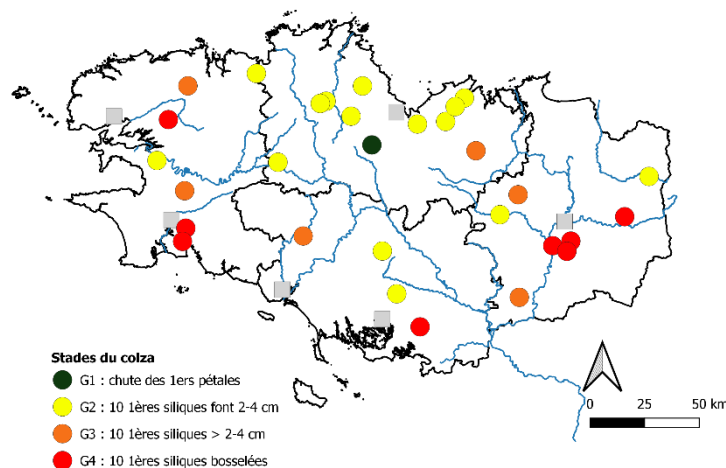 Stades du colza
G1 : chute des 1ers pétales
G2 : 10 1ères siliques font 2-4 cm
G3 : 10 1ères siliques > 2-4 cm
G4 : 10 1ères siliques bosselées
0 25 50 km